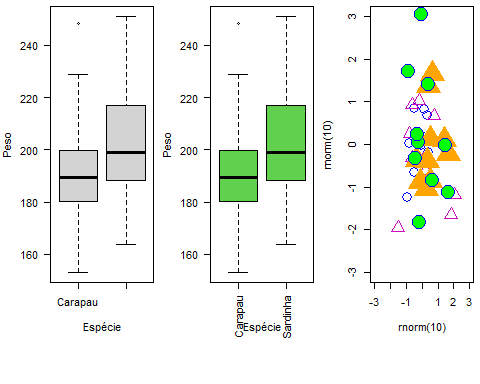 Peso
240
220
200
180
160
Carapau
Espécie
Peso
240
220
200
180
160
Carapau
Sardinha
Espécie
rnorm(10)
3
2
1
0
-1
-2
-3
-3
-1
1
2
3
rnorm(10)